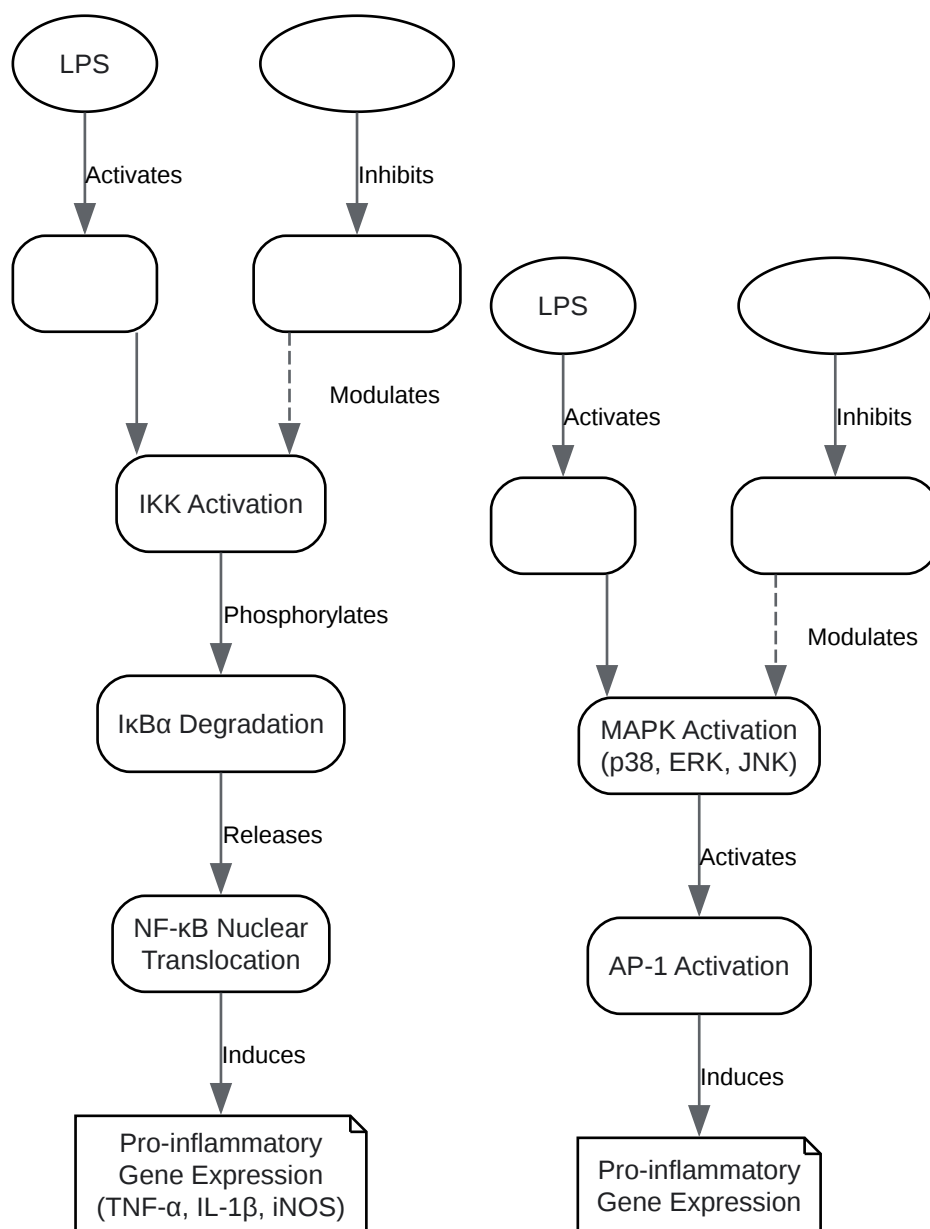 LPS
Activates
Inhibits
Modulates
IKK Activation
Phosphorylates
IκBα Degradation
Releases
NF-κB Nuclear
Translocation
Induces
Pro-inflammatory
Gene Expression
(TNF-α, IL-1β, iNOS)
LPS
Activates
Inhibits
Modulates
MAPK Activation
(p38, ERK, JNK)
Activates
AP-1 Activation
Induces
Pro-inflammatory
Gene Expression